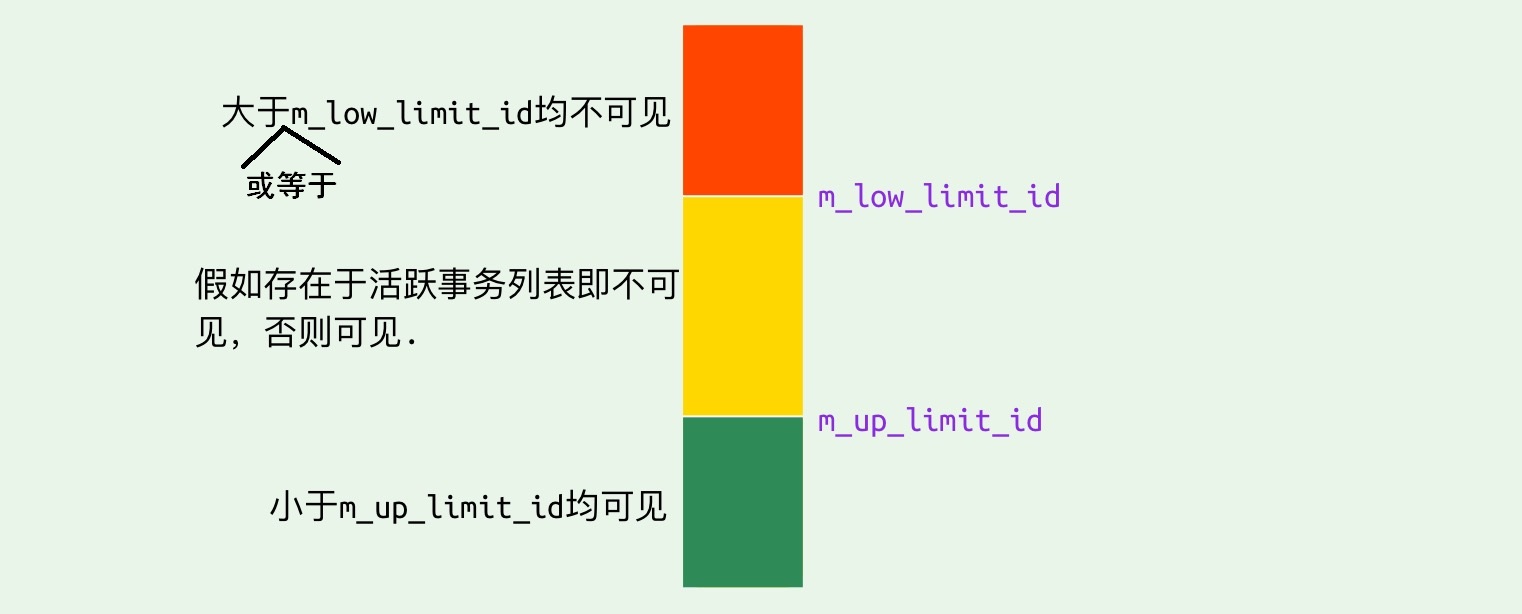 大于m_low_limit_id均不可见
或等于
m_low_limit_id
假如存在于活跃事务列表即不可
见，否则可见.
m_up_limit_id
小于m_up_limit_id均可见